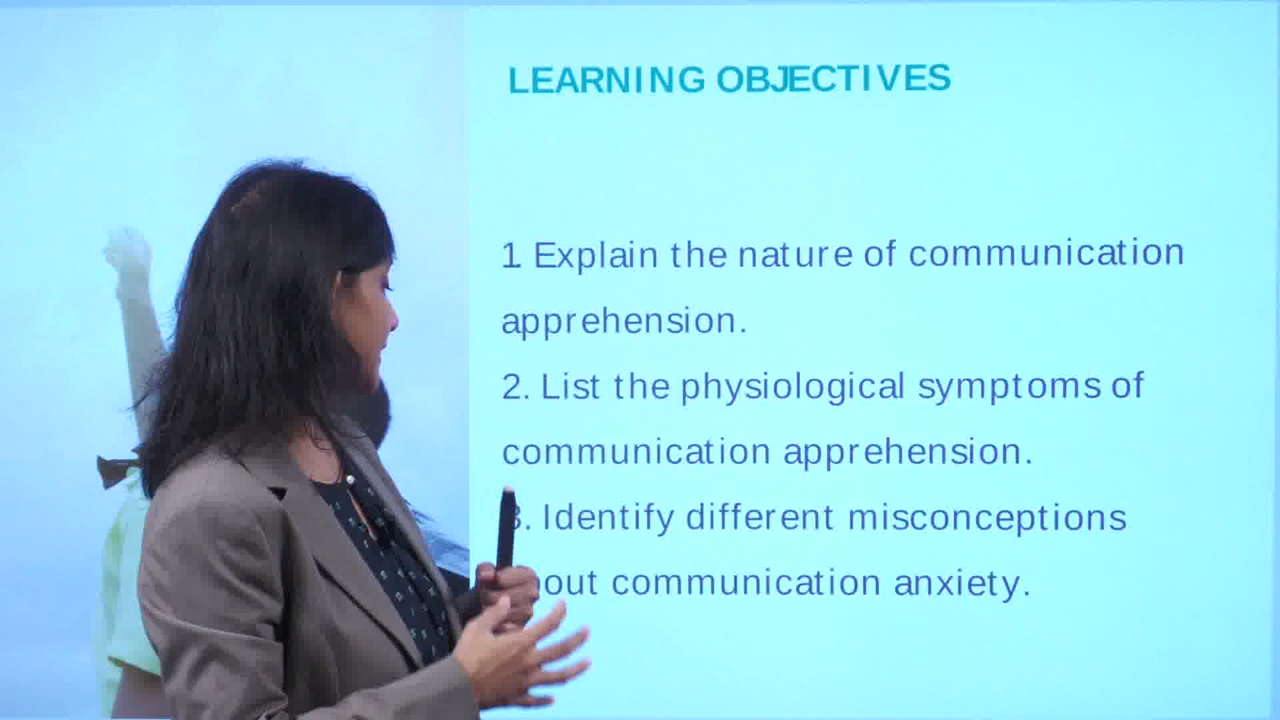 LEARNING OBJECTIVES
1 Explain the nature of communication
apprehension.
2. List the physiological symptoms of
communication apprehension.
3. Identify different misconceptions
communication anxiety.